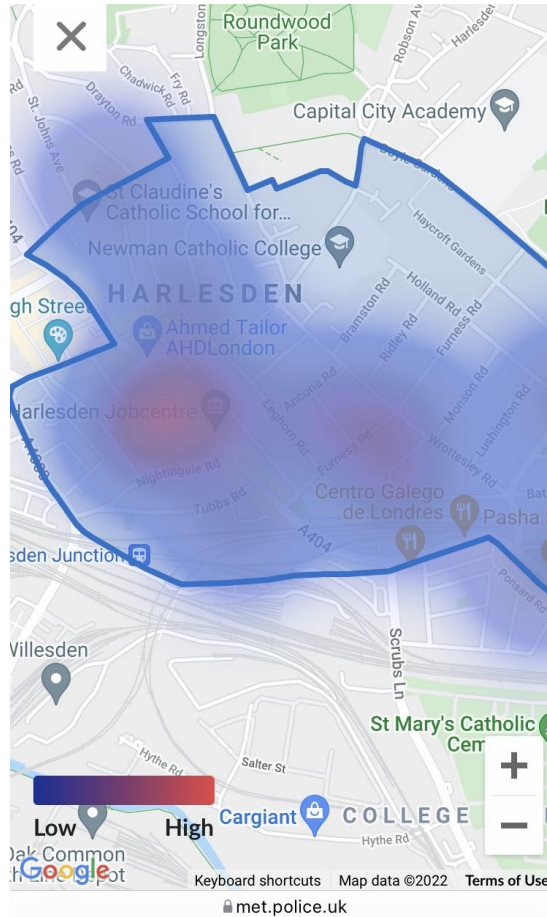 Roundwood
Park
Longston
Robson Av
Harlesden
Fry Rd
Chadwick Rd
Drayton Rd
St. Johns Ave
Capital City Academy
Doyle Gardens
St Claudine's
Catholic School for...
Newman Catholic College
Haycroft Gardens
404
HARLESDEN
gh Street
Holland Rd
Furness Rd
Bramston Rd
Ridley Rd
Ahmed Tailor
AHDLondon
Ancona Rd
Monson Rd
Lushington Rd
Harlesden Jobcentre
Leghorn Rd
Furness Rd
Wrottesley Rd
A4000
Nightingale Rd
Tubbs Rd
Centro Galego
de Londres
Pasha
Bat
A404
sden Junction
Ponsard Rd
Scrubs Ln
Willesden
St Mary's Catholic
Cem
Hythe Rd
Salter St
+
−
Low
High
Cargiant
COLLEGE
Hythe Rd
Oak Common
Depot
Google
Keyboard shortcuts
Map data ©2022
Terms of Use
met.police.uk